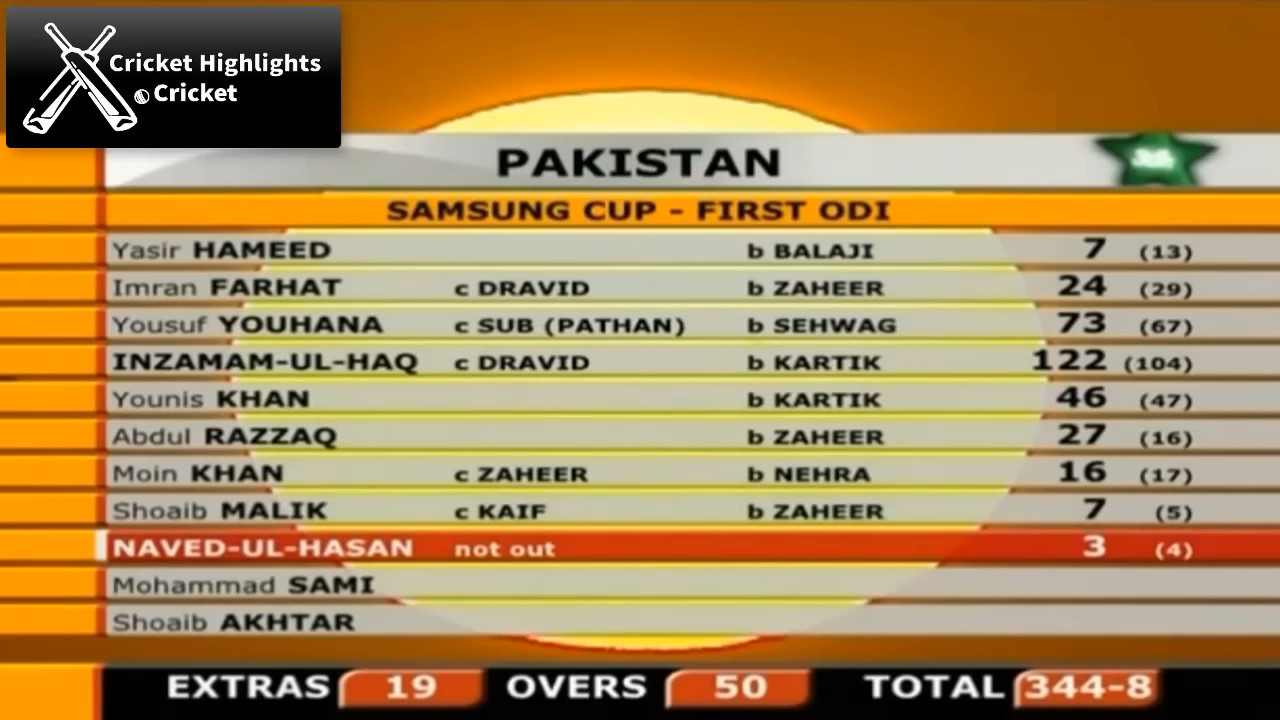 Cricket Highlights
Cricket
PAKISTAN
SAMSUNG CUP - FIRST ODI
Yasir HAMEED b BALAJI 7 (13)
Imran FARHAT c DRAVID b ZAHEER 24 (29)
Yousuf YOUHANA c SUB (PATHAN) b SEHWAG 73 (67)
INZAMAM-UL-HAQ c DRAVID b KARTIK 122 (104)
Younis KHAN b KARTIK 46 (47)
Abdul RAZZAQ b ZAHEER 27 (16)
Moin KHAN c ZAHEER b NEHRA 16 (17)
Shoaib MALIK c KAIF b ZAHEER 7 (5)
NAVED-UL-HASAN not out 3 (4)
Mohammad SAMI
Shoaib AKHTAR
EXTRAS 19 OVERS 50 TOTAL 344-8